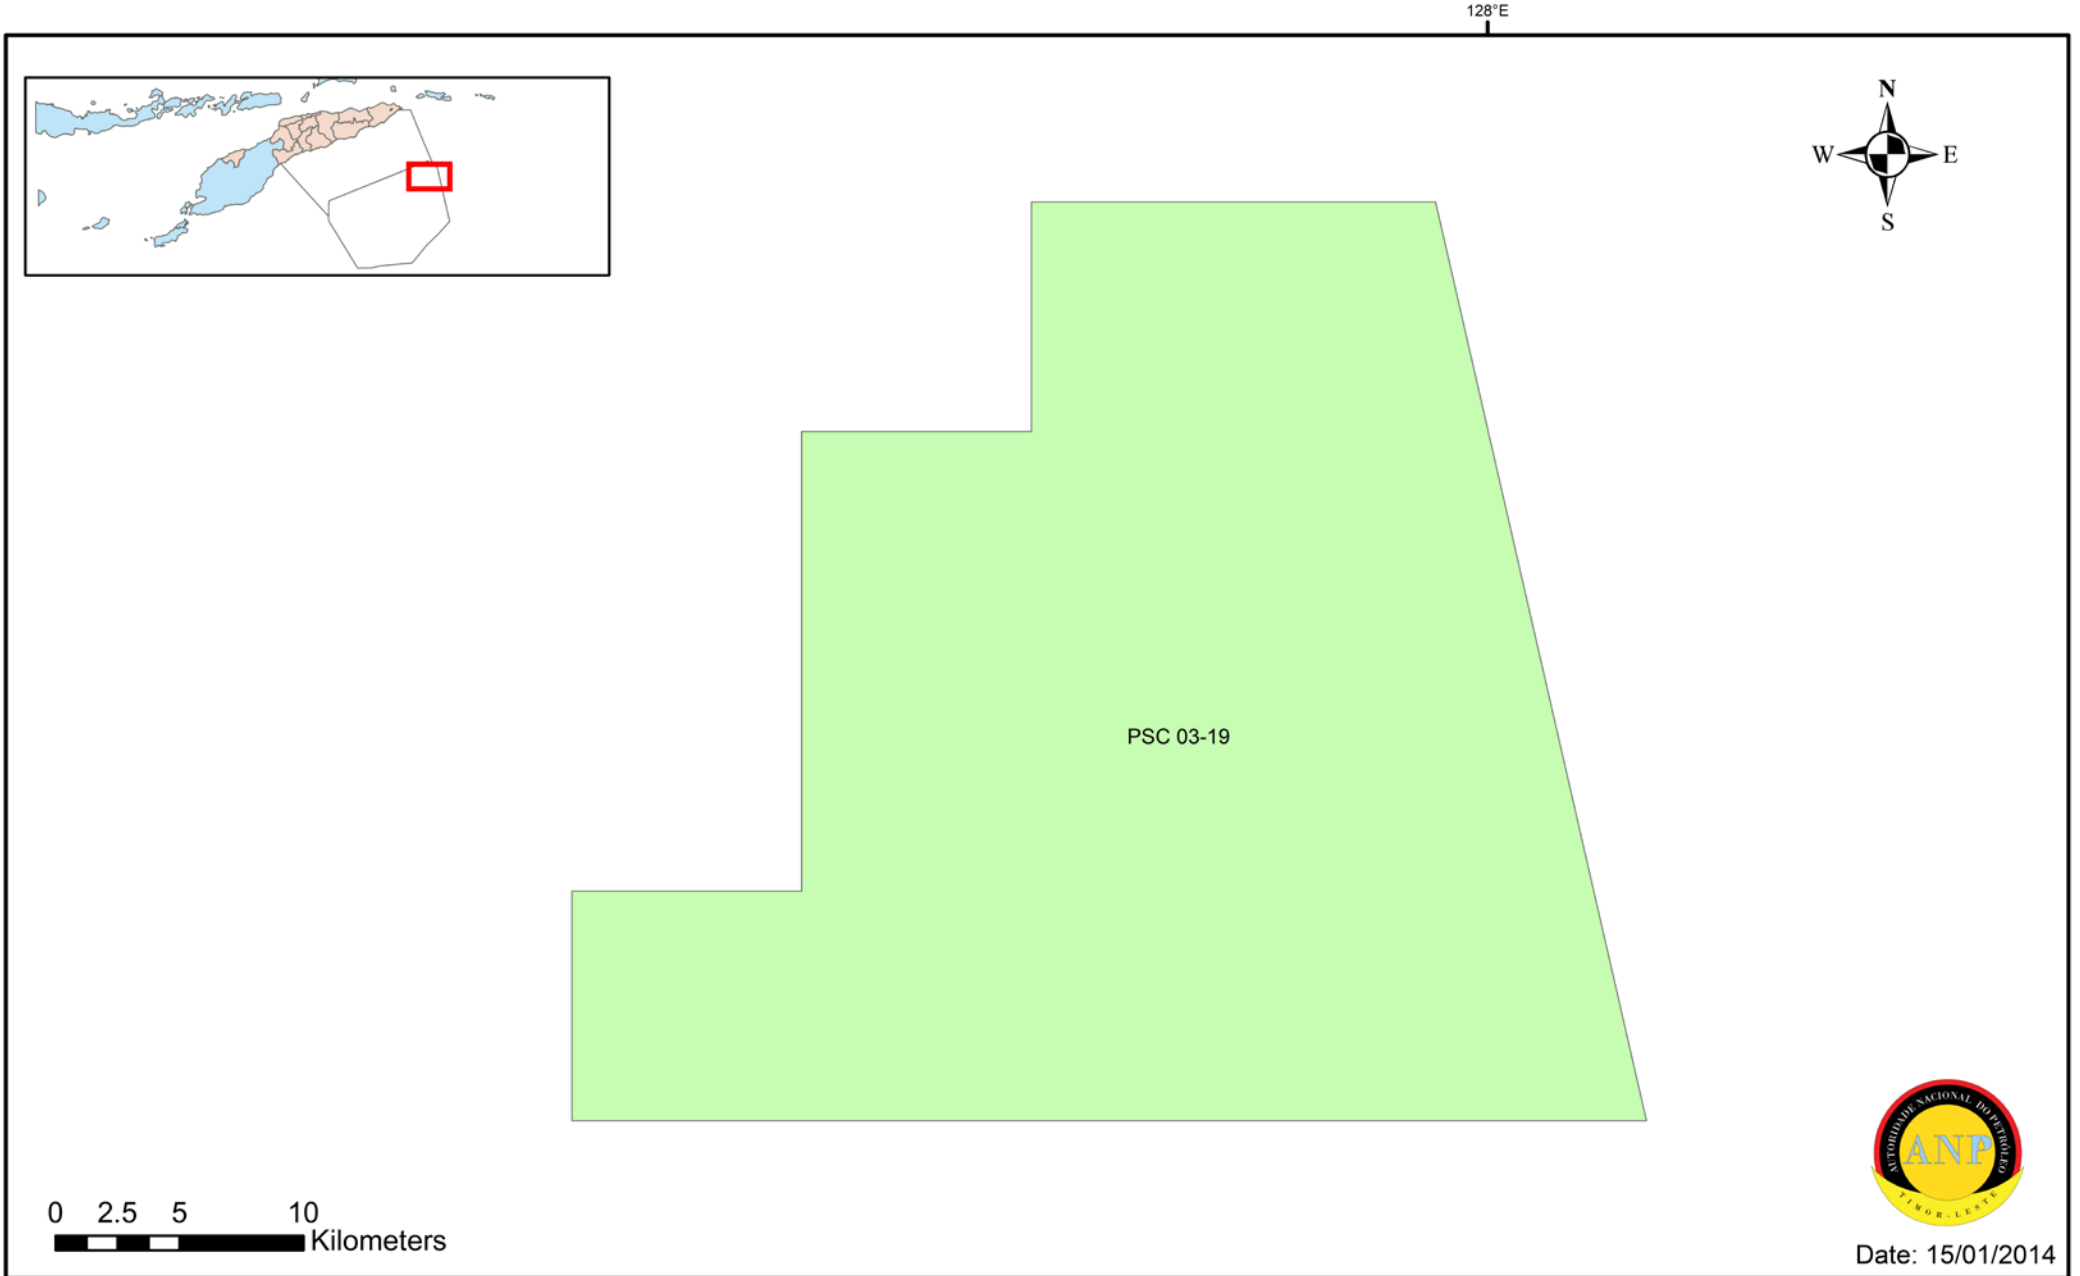 128°E
N
W E
S
PSC 03-19
0 2.5 5 10
Kilometers
AUTORIDADE NACIONAL DO PETRÓLEO
ANP
TIMOR-LESTE
Date: 15/01/2014